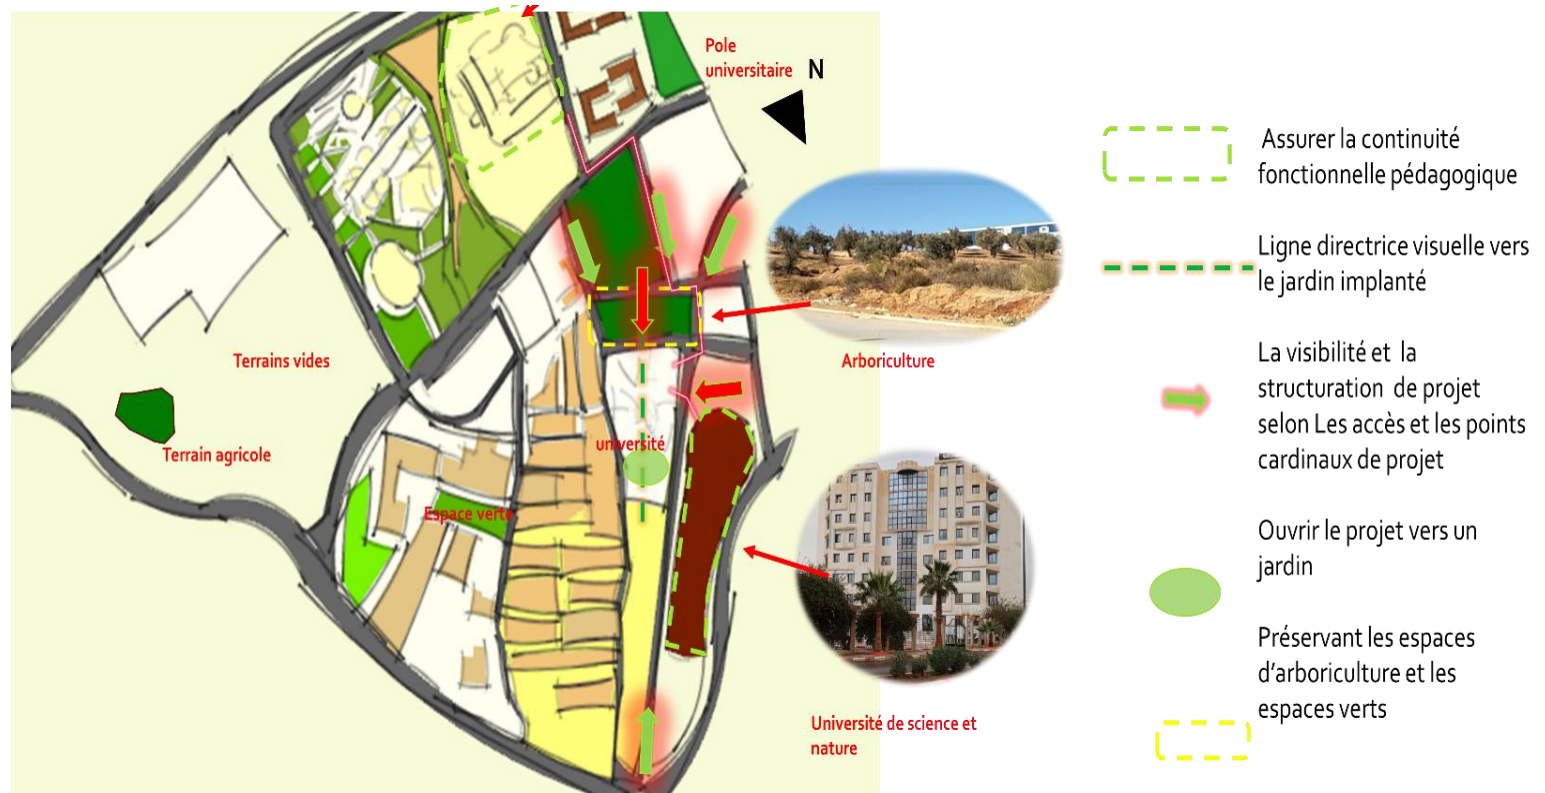 Pole
universitaire
N
Terrains vides
Arboriculture
université
Terrain agricole
Espace verte
Université de science et
nature
Assurer la continuité
fonctionnelle pédagogique
Ligne directrice visuelle vers
le jardin implanté
La visibilité et la
structuration de projet
selon Les accès et les points
cardinaux de projet
Ouvrir le projet vers un
jardin
Préservant les espaces
d'arboriculture et les
espaces verts